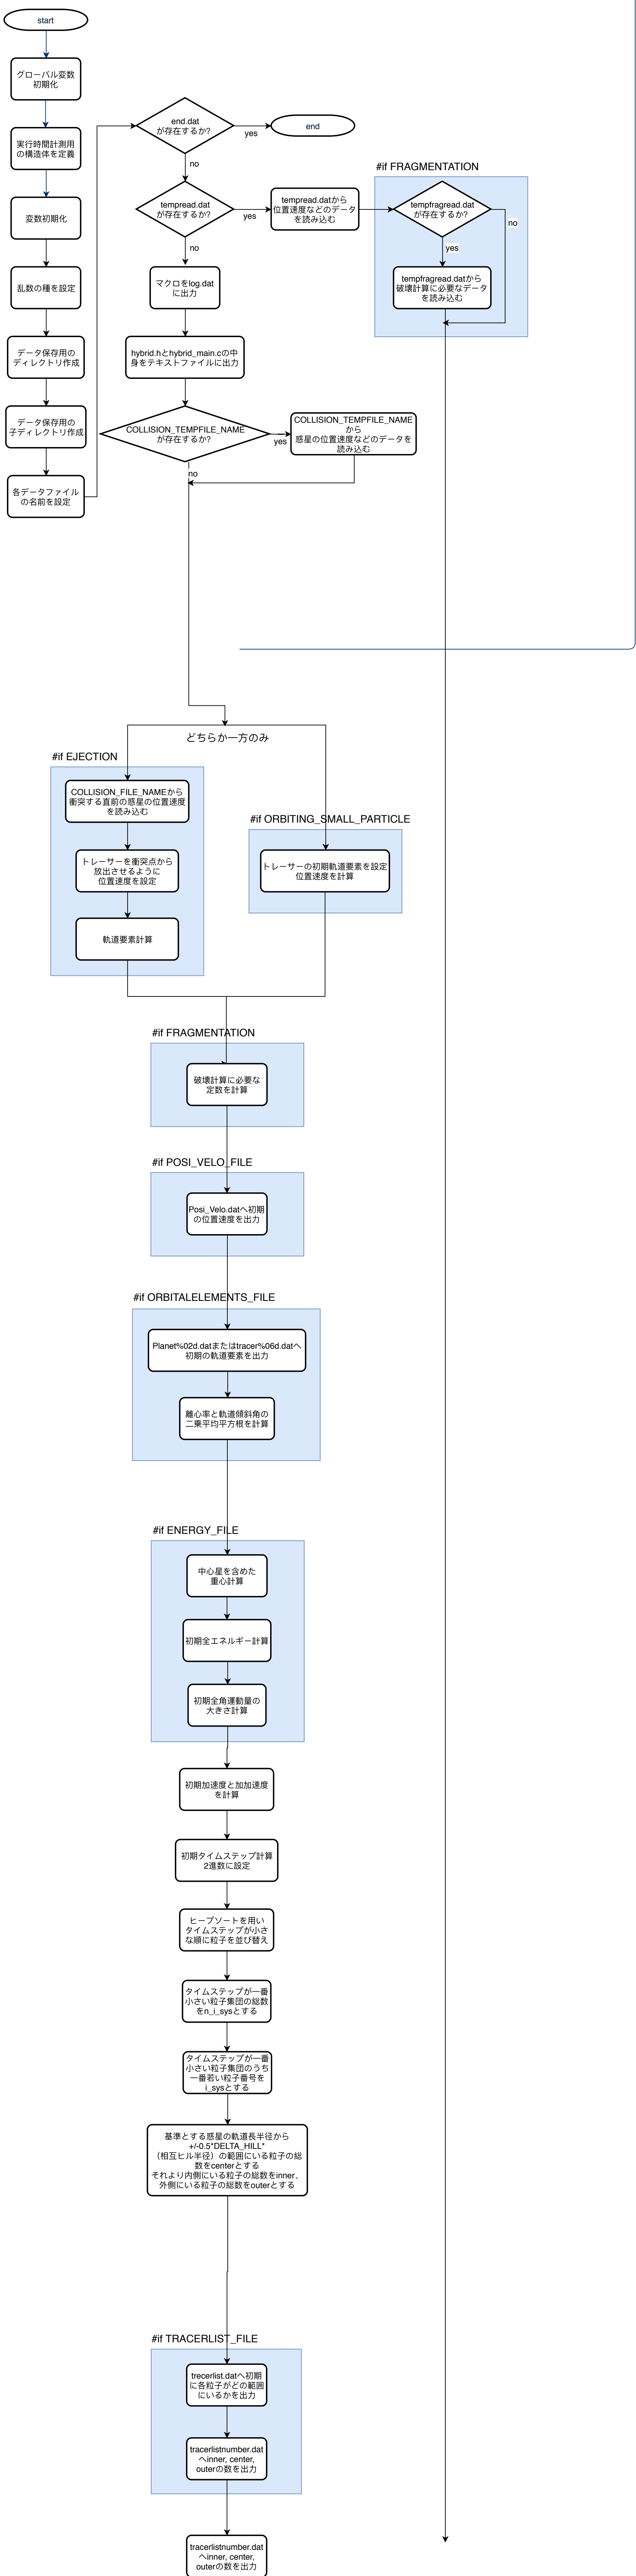 start
グローバル変数
初期化
実行時間計測用
の構造体を定義
変数初期化
乱数の種を設定
データ保存用の
ディレクトリ作成
データ保存用の
子ディレクトリ作成
各データファイル
の名前を設定
end.dat
が存在するか?
yes
end
no
tempread.dat
が存在するか?
yes
tempread.datから
位置速度などのデータ
を読み込む
#if FRAGMENTATION
tempfragread.dat
が存在するか?
no
yes
tempfragread.datから
破壊計算に必要なデータ
を読み込む
no
マクロをlog.dat
に出力
hybrid.hとhybrid_main.cの中
身をテキストファイルに出力
COLLISION_TEMPFILE_NAME
が存在するか?
yes
COLLISION_TEMPFILE_NAME
から
惑星の位置速度などのデータを
読み込む
no
どちらか一方のみ
#if EJECTION
COLLISION_FILE_NAMEから
衝突する直前の惑星の位置速度
を読み込む
トレーサーを衝突点から
放出させるように
位置速度を設定
軌道要素計算
#if ORBITING_SMALL_PARTICLE
トレーサーの初期軌道要素を設定
位置速度を計算
#if FRAGMENTATION
破壊計算に必要な
定数を計算
#if POSI_VELO_FILE
Posi_Velo.datへ初期
の位置速度を出力
#if ORBITALELEMENTS_FILE
Planet%02d.datまたはtracer%06d.datへ
初期の軌道要素を出力
離心率と軌道傾斜角の
二乗平均平方根を計算
#if ENERGY_FILE
中心星を含めた
重心計算
初期全エネルギー計算
初期全角運動量の
大きさ計算
初期加速度と加加速度
を計算
初期タイムステップ計算
2進数に設定
ヒープソートを用い
タイムステップが小さ
な順に粒子を並び替え
タイムステップが一番
小さい粒子集団の総数
をn_i_sysとする
タイムステップが一番
小さい粒子集団のうち
一番若い粒子番号を
i_sysとする
基準とする惑星の軌道長半径から
+/-0.5*DELTA_HILL*
（相互ヒル半径）の範囲にいる粒子の総
数をcenterとする
それより内側にいる粒子の総数をinner、
外側にいる粒子の総数をouterとする
#if TRACERLIST_FILE
trecerlist.datへ初期
に各粒子がどの範囲
にいるかを出力
tracerlistnumber.dat
へinner, center,
outerの数を出力
tracerlistnumber.dat
へinner, center,
outerの数を出力